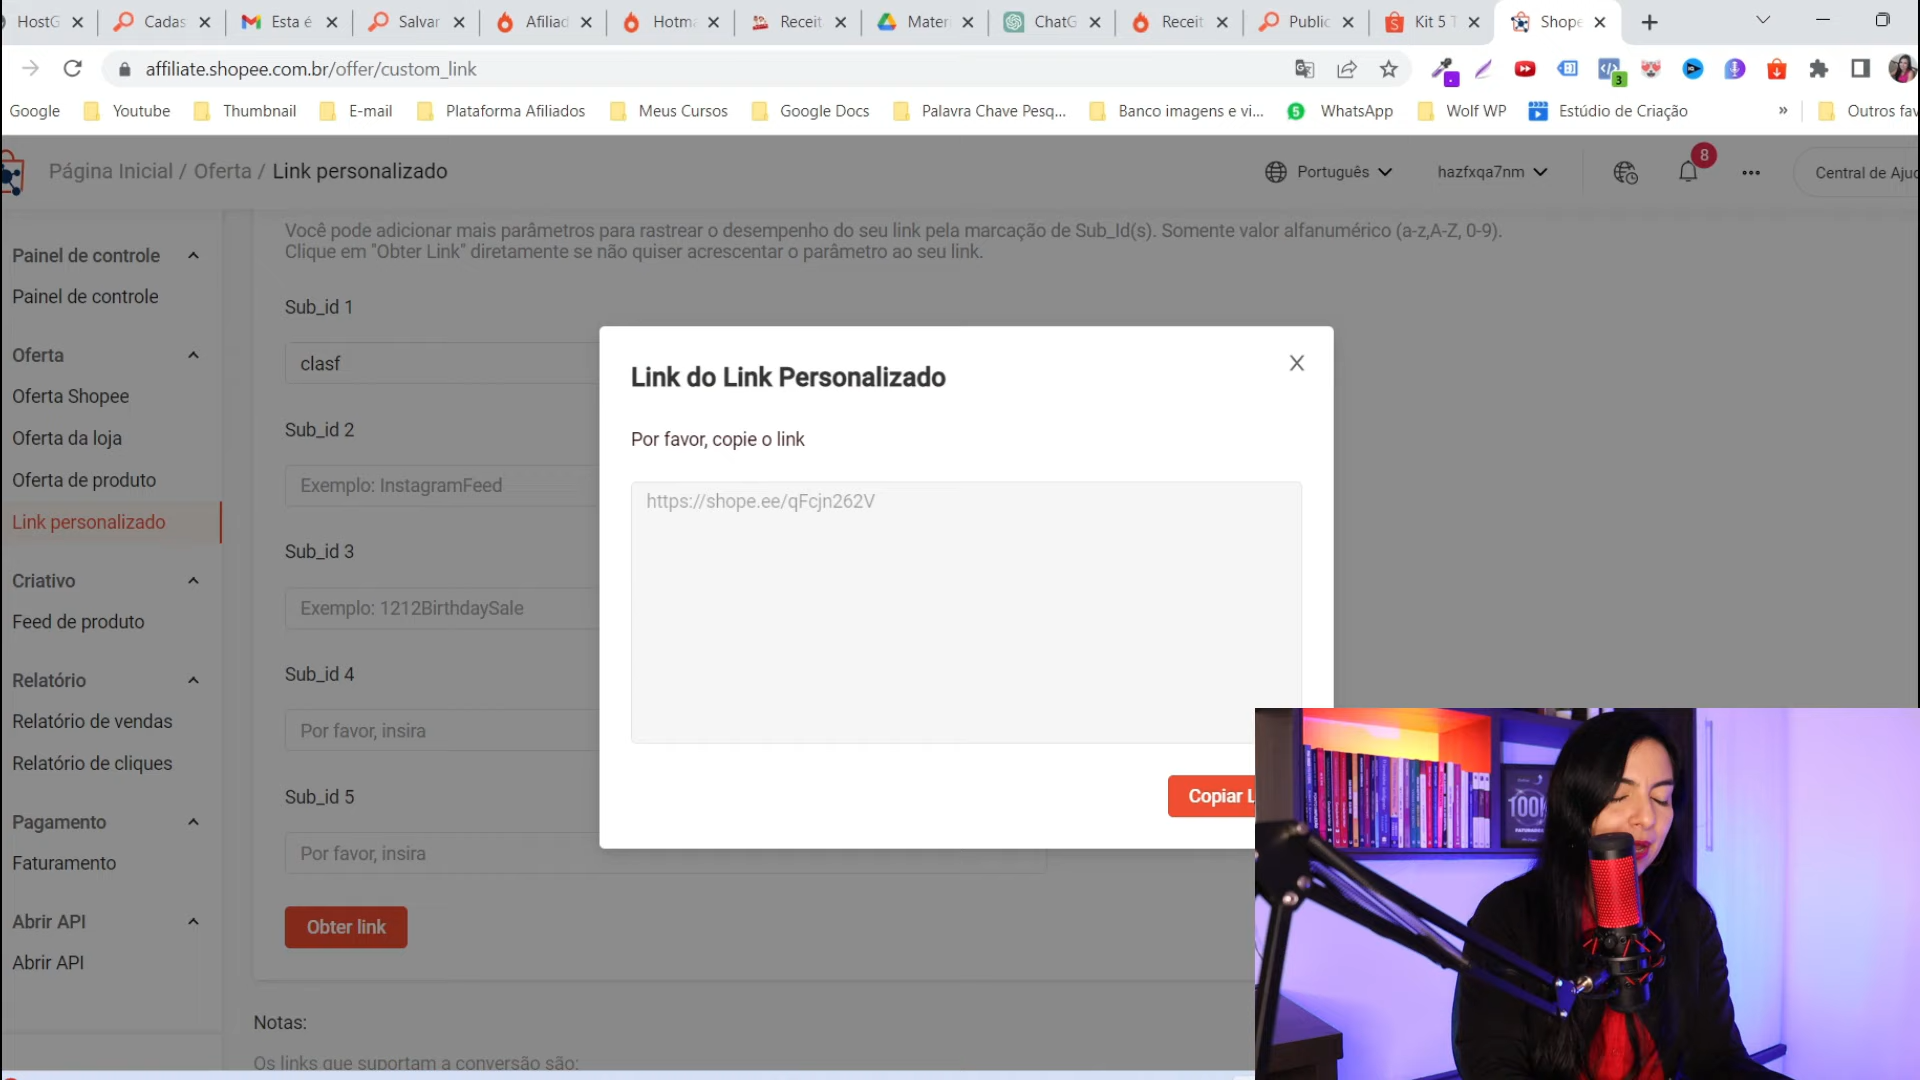 HostG
Cadas
Esta é
Salvar
Afiliad
Hotma
Receit
Mater
ChatG
Receit
Public
Kit 5 T
Shope
affiliate.shopee.com.br/offer/custom_link
3
Google
Youtube
Thumbnail
E-mail
Plataforma Afiliados
Meus Cursos
Google Docs
Palavra Chave Pesq...
Banco imagens e vi...
5
WhatsApp
Wolf WP
Estúdio de Criação
»
Outros fav
Página Inicial / Oferta / Link personalizado
Português
hazfxqa7nm
8
Central de Ajud
Painel de controle
Painel de controle
Oferta
Oferta Shopee
Oferta da loja
Oferta de produto
Link personalizado
Criativo
Feed de produto
Relatório
Relatório de vendas
Relatório de cliques
Pagamento
Faturamento
Abrir API
Abrir API
Você pode adicionar mais parâmetros para rastrear o desempenho do seu link pela marcação de Sub_Id(s). Somente valor alfanumérico (a-z,A-Z, 0-9).
Clique em "Obter Link" diretamente se não quiser acrescentar o parâmetro ao seu link.
Sub_id 1
clasf
Sub_id 2
Exemplo: InstagramFeed
Sub_id 3
Exemplo: 1212BirthdaySale
Sub_id 4
Por favor, insira
Sub_id 5
Por favor, insira
Obter link
Notas:
Os links que suportam a conversão são:
Link do Link Personalizado
Por favor, copie o link
https://shope.ee/qFcjn262V
Copiar L
100K